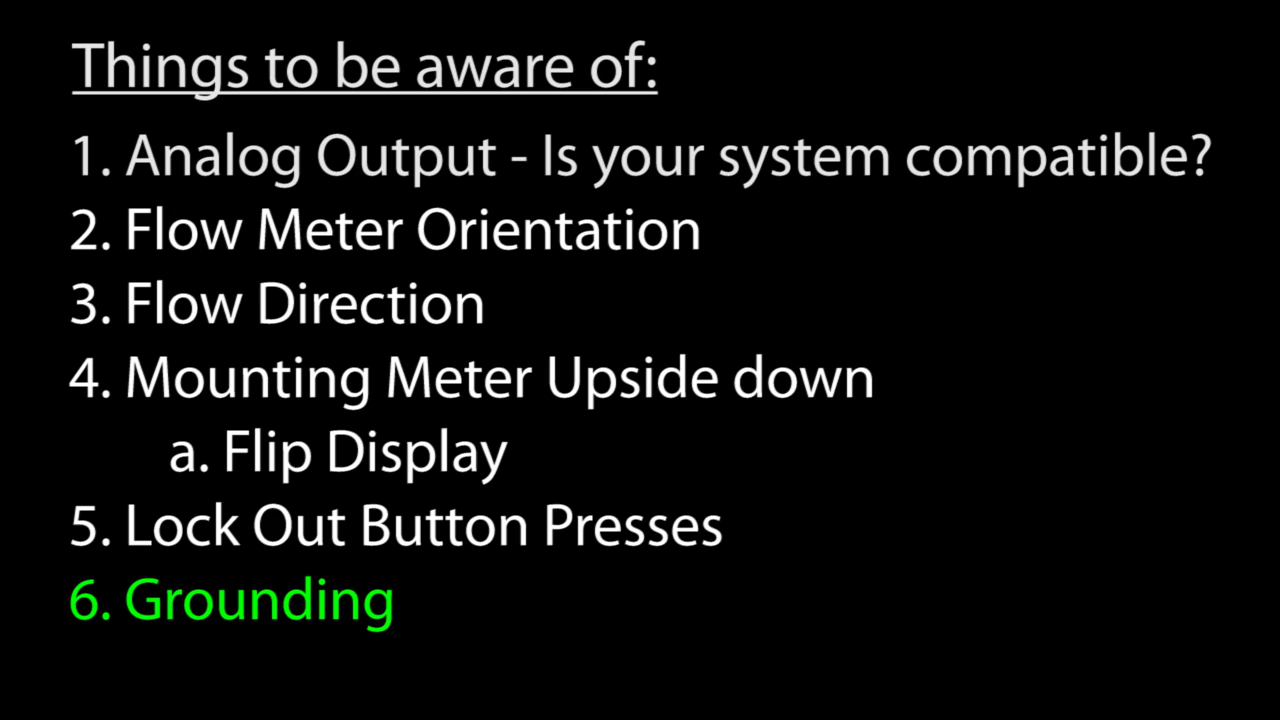 Things to be aware of:
1. Analog Output - Is your system compatible?
2. Flow Meter Orientation
3. Flow Direction
4. Mounting Meter Upside down
a. Flip Display
5. Lock Out Button Presses
6. Grounding